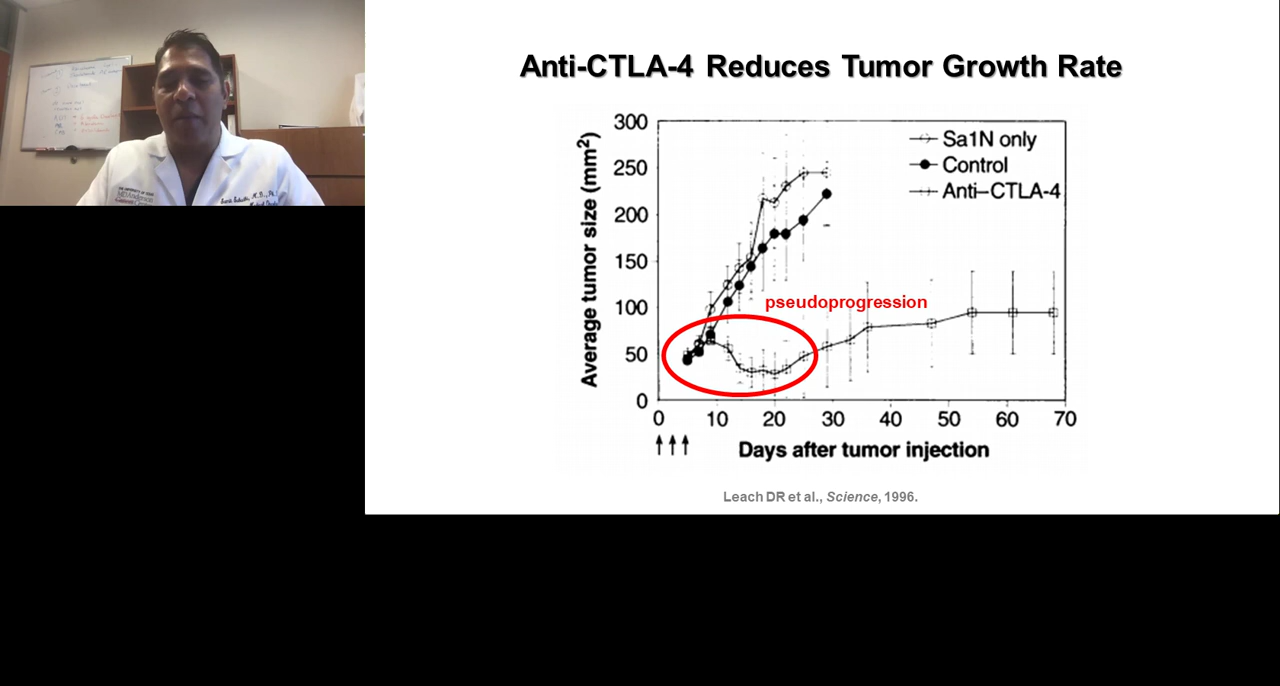 Anti-CTLA-4 Reduces Tumor Growth Rate
Average tumor size (mm²)
300
250
200
150
100
50
0
Sa1N only
Control
Anti-CTLA-4
pseudoprogression
0 10 20 30 40 50 60 70
Days after tumor injection
Leach DR et al., Science, 1996.